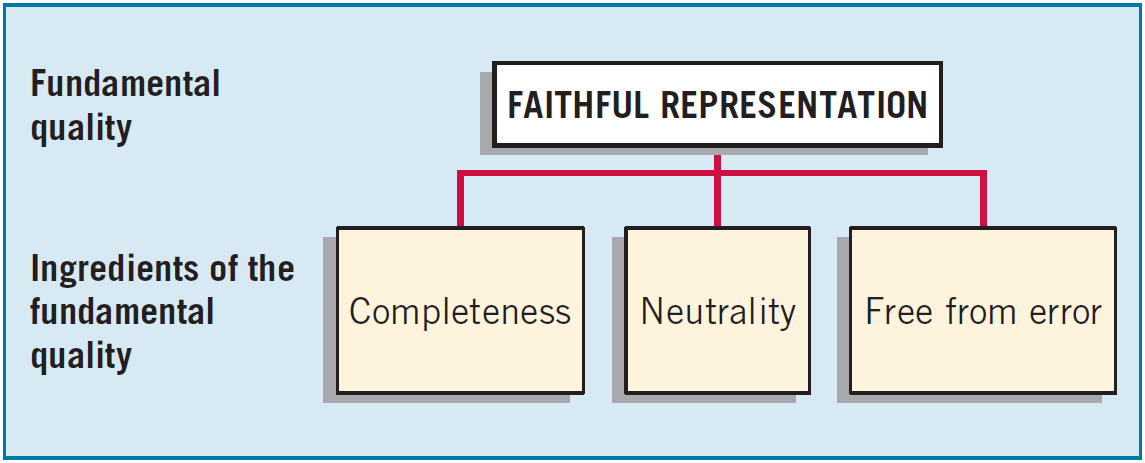 Fundamental
quality
FAITHFUL REPRESENTATION
Ingredients of the
fundamental
quality
Completeness
Neutrality
Free from error